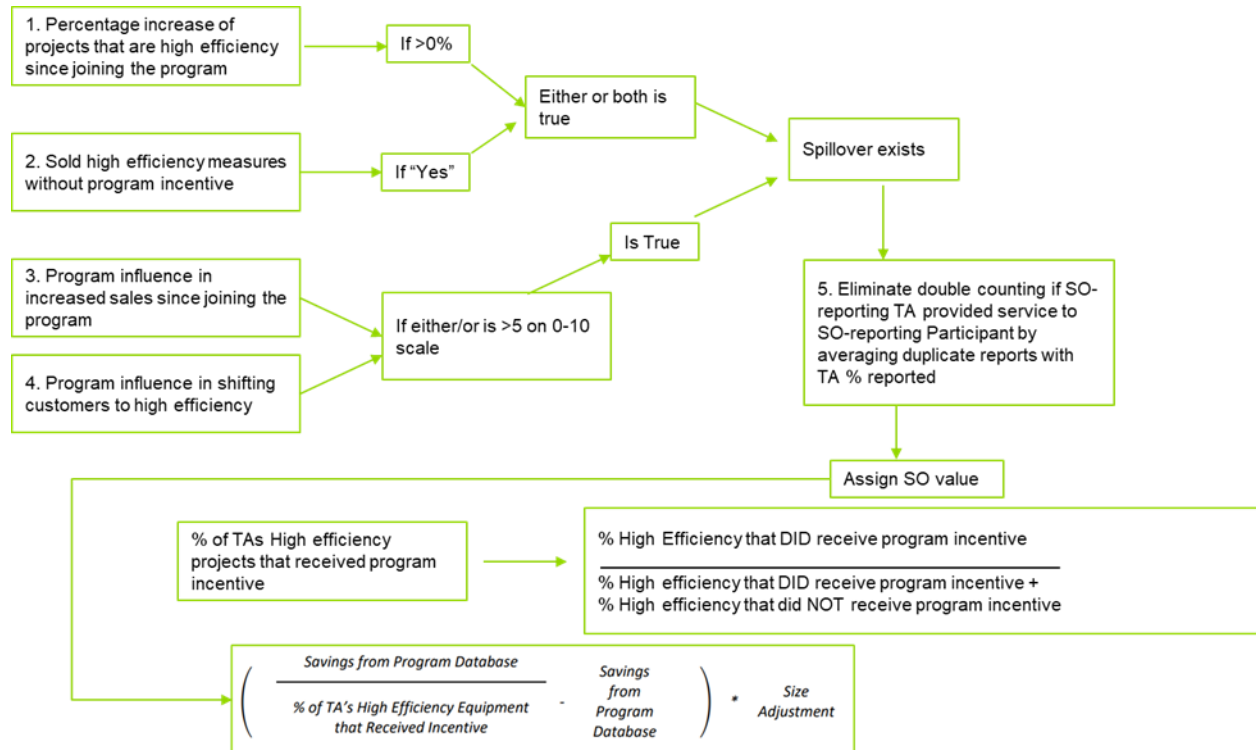 1. Percentage increase of
projects that are high efficiency
since joining the program
If >0%
Either or both is
true
2. Sold high efficiency measures
without program incentive
If “Yes”
Spillover exists
Is True
3. Program influence in
increased sales since joining the
program
4. Program influence in shifting
customers to high efficiency
If either/or is >5 on 0-10
scale
5. Eliminate double counting if SO-
reporting TA provided service to
SO-reporting Participant by
averaging duplicate reports with
TA % reported
Assign SO value
% of TAs High efficiency
projects that received program
incentive
% High Efficiency that DID receive program incentive
% High efficiency that DID receive program incentive +
% High efficiency that did NOT receive program incentive
(
Savings from Program Database
% of TA's High Efficiency Equipment
that Received Incentive
-
Savings
from
Program
Database
)
*
Size
Adjustment